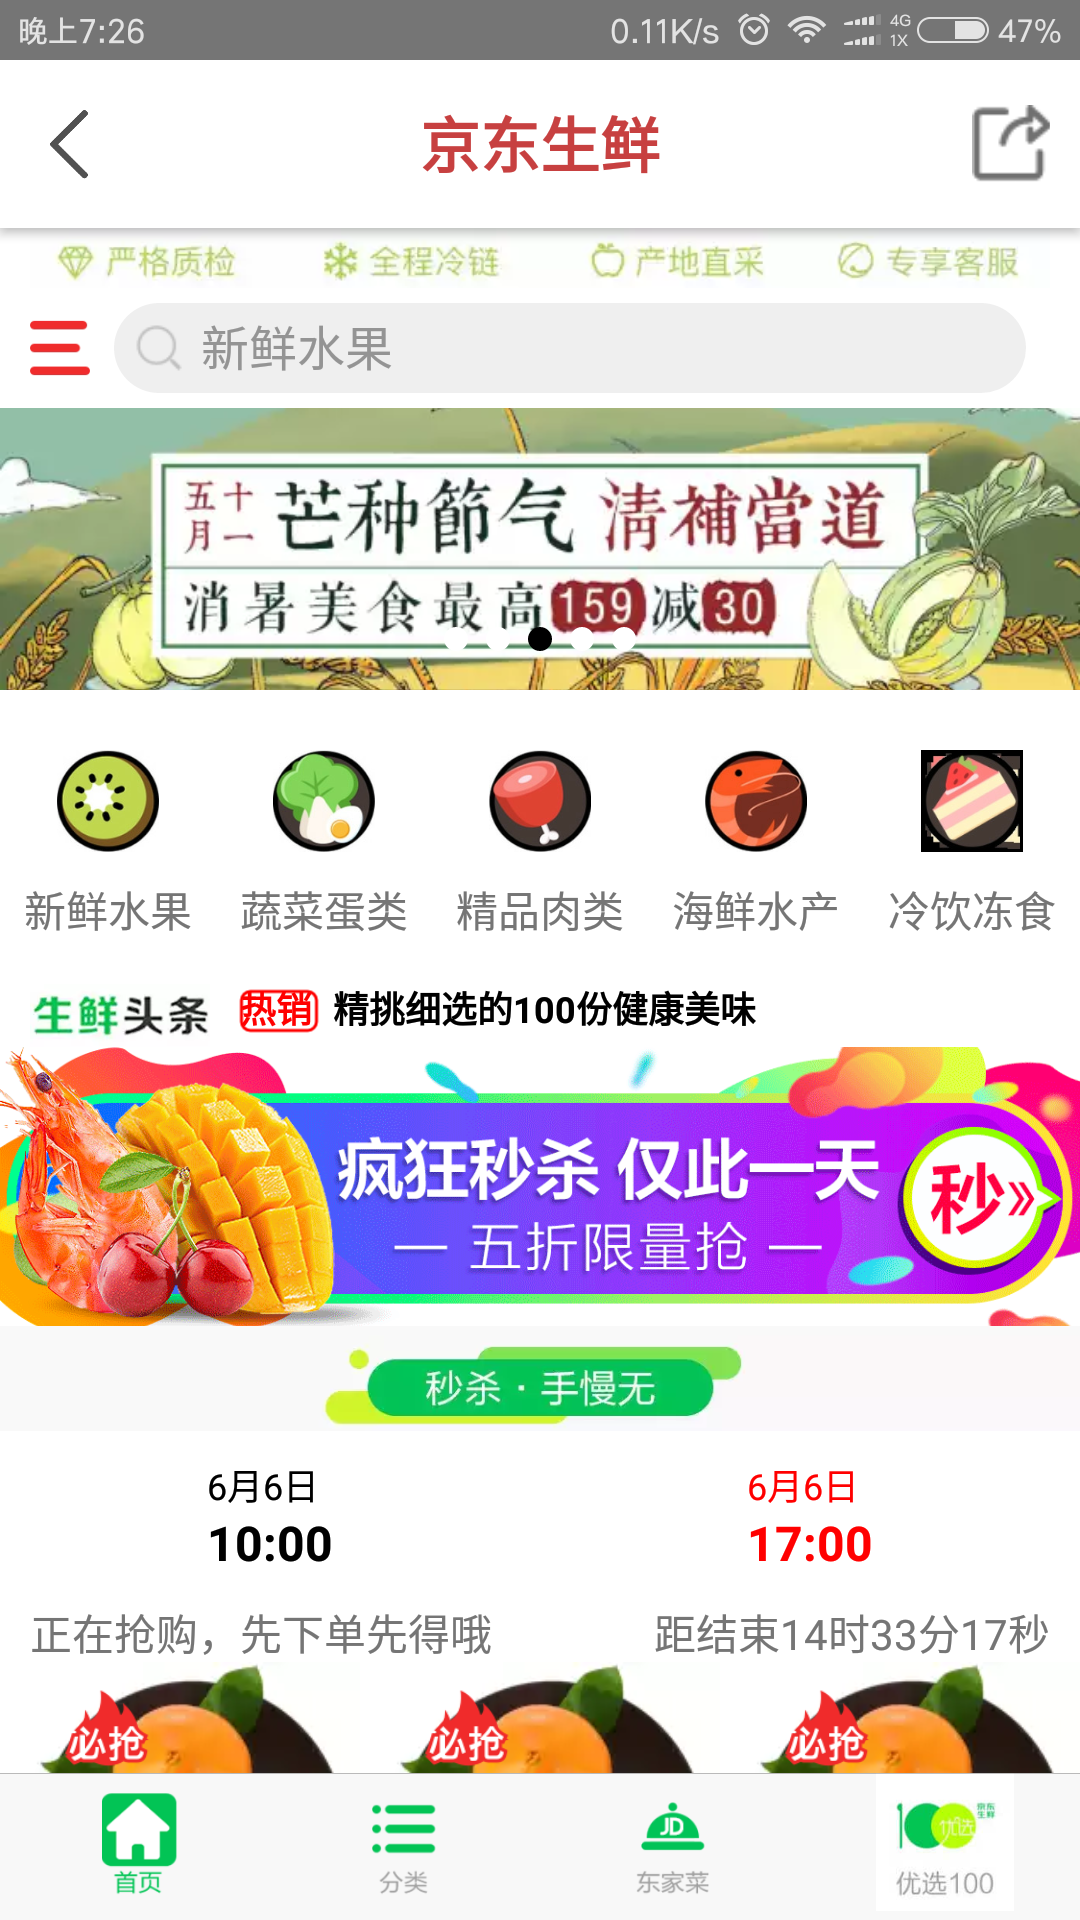 晚上7:26
0.11K/s
4G
1X
47%
京东生鲜
严格质检
全程冷链
产地直采
专享客服
新鲜水果
五十
月一
芒种節气 清補當道
消暑美食最高159减30
新鲜水果
蔬菜蛋类
精品肉类
海鲜水产
冷饮冻食
生鲜头条
热销
精挑细选的100份健康美味
疯狂秒杀 仅此一天
五折限量抢
秒»
秒杀·手慢无
6月6日
10:00
6月6日
17:00
正在抢购，先下单先得哦
距结束14时33分17秒
必抢
必抢
必抢
首页
分类
JD
东家菜
优选
京东
生鲜
优选100